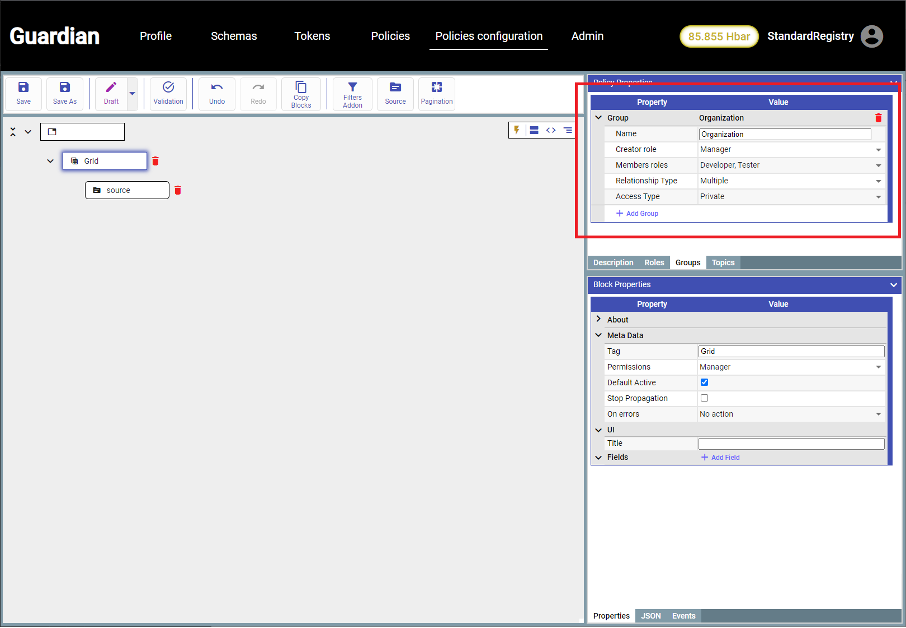 Guardian Profile Schemas Tokens Policies Policies configuration Admin 85.855 Hbar StandardRegistry
Save Save As Draft Validation Undo Redo Copy Blocks Filters Addon Source Pagination
Grid
source
Policy Properties
Property Value
Group Organization
Name Organization
Creator role Manager
Members roles Developer, Tester
Relationship Type Multiple
Access Type Private
+ Add Group
Description Roles Groups Topics
Block Properties
Property Value
About
Meta Data
Tag Grid
Permissions Manager
Default Active
Stop Propagation
On errors No action
UI
Title
Fields + Add Field
Properties JSON Events